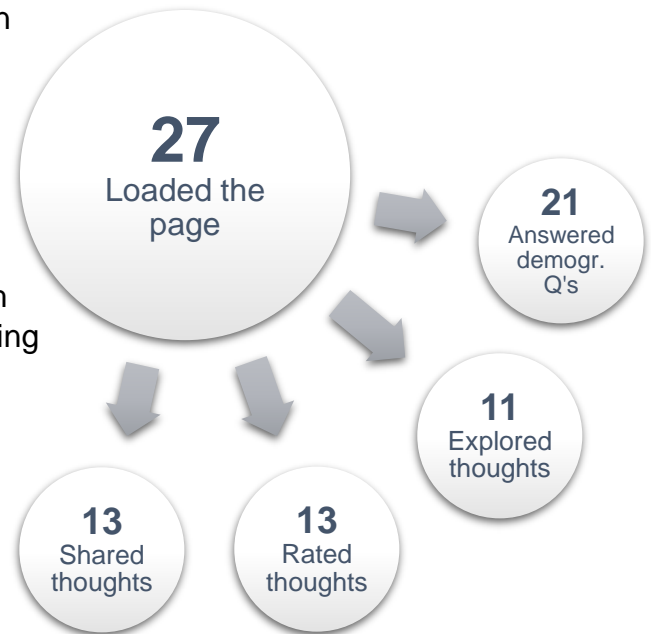 27
Loaded the
page
21
Answered
demogr.
Q's
11
Explored
thoughts
13
Shared
thoughts
13
Rated
thoughts